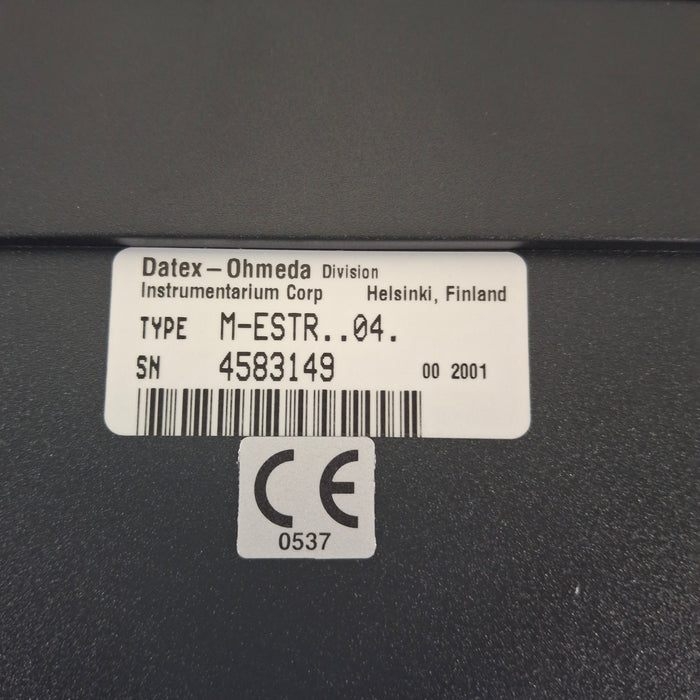 Datex-Ohmeda Division
Instrumentarium Corp Helsinki, Finland
TYPE M-ESTR..04.
SN 4583149 00 2001
CE
0537